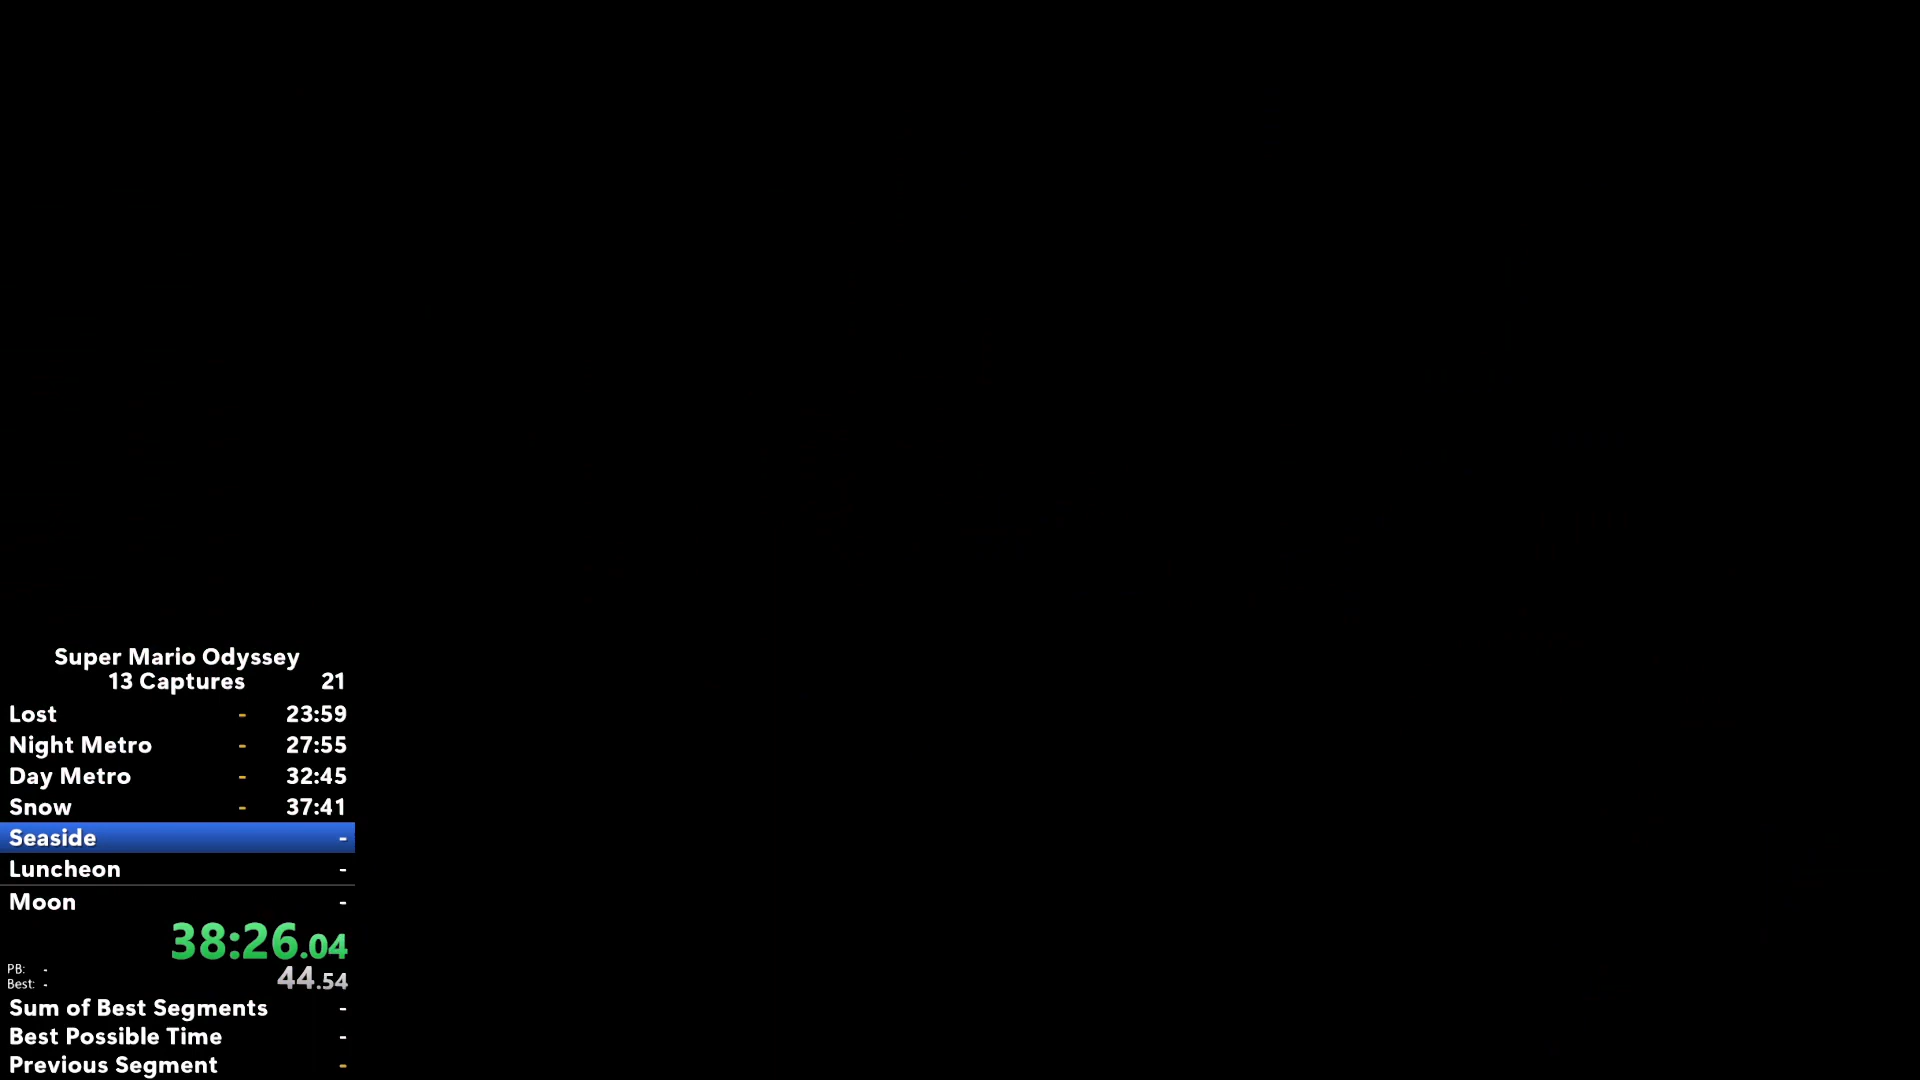 Super Mario Odyssey
13 Captures 21
Lost - 23:59
Night Metro - 27:55
Day Metro - 32:45
Snow - 37:41
Seaside -
Luncheon -
Moon -
38:26.04
PB: - 44.54
Best: -
Sum of Best Segments -
Best Possible Time -
Previous Segment -